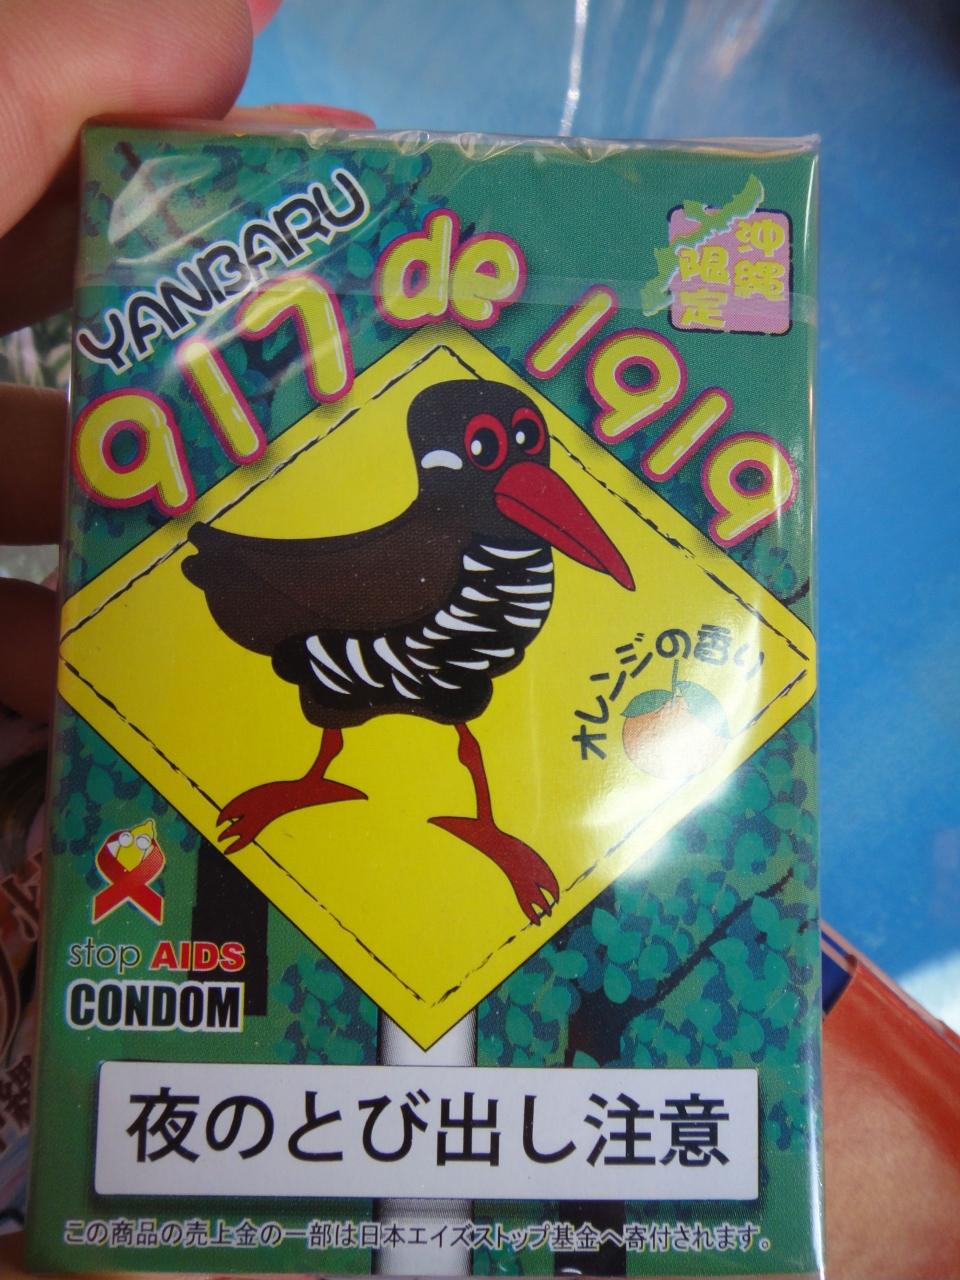 YANBARU
917 de 1919
沖縄
限定
オレンジの香り
stop AIDS
CONDOM
夜のとび出し注意
この商品の売上金の一部は日本エイズストップ基金へ寄付されます。